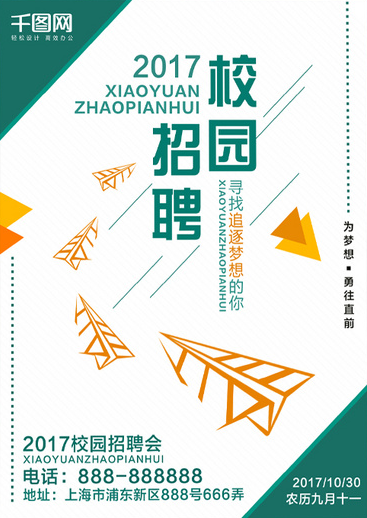 千图网
轻松设计 高效办公
2017
XIAOYUAN
ZHAOPIANHUI
校园
招聘
寻找追逐梦想的你
XIAOYUANZHAOPIANHUI
为梦想·勇往直前
2017校园招聘会
XIAOYUANZHAOPIANHUI
电话：888-888888
地址：上海市浦东新区888号666弄
2017/10/30
农历九月十一